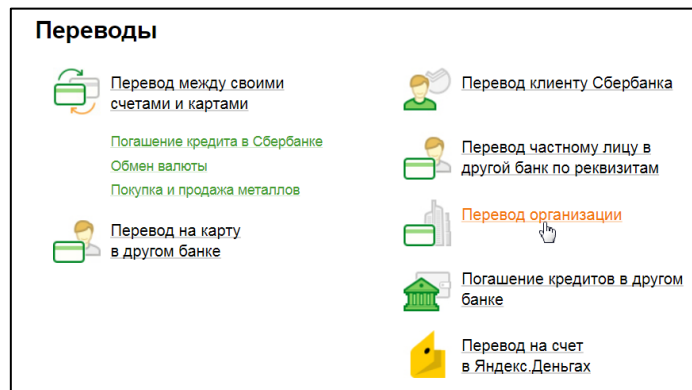 Переводы
Перевод между своими
счетами и картами
Погашение кредита в Сбербанке
Обмен валюты
Покупка и продажа металлов
Перевод на карту
в другом банке
Перевод клиенту Сбербанка
Перевод частному лицу в
другой банк по реквизитам
Перевод организации
Погашение кредитов в другом
банке
Перевод на счет
в Яндекс.Деньгах